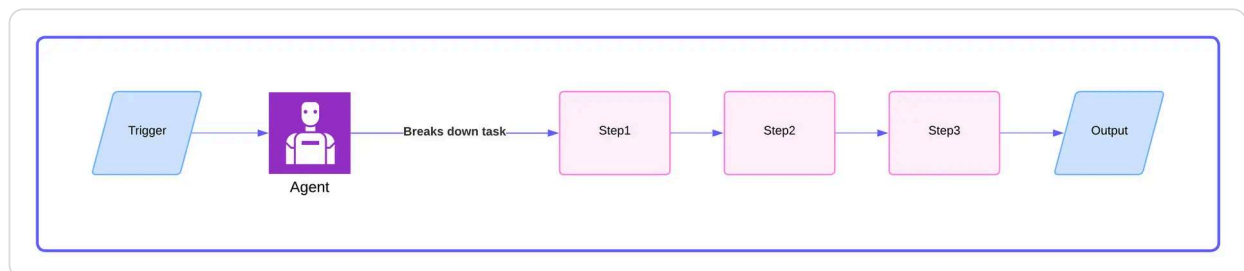 Trigger
Agent
Breaks down task
Step1
Step2
Step3
Output